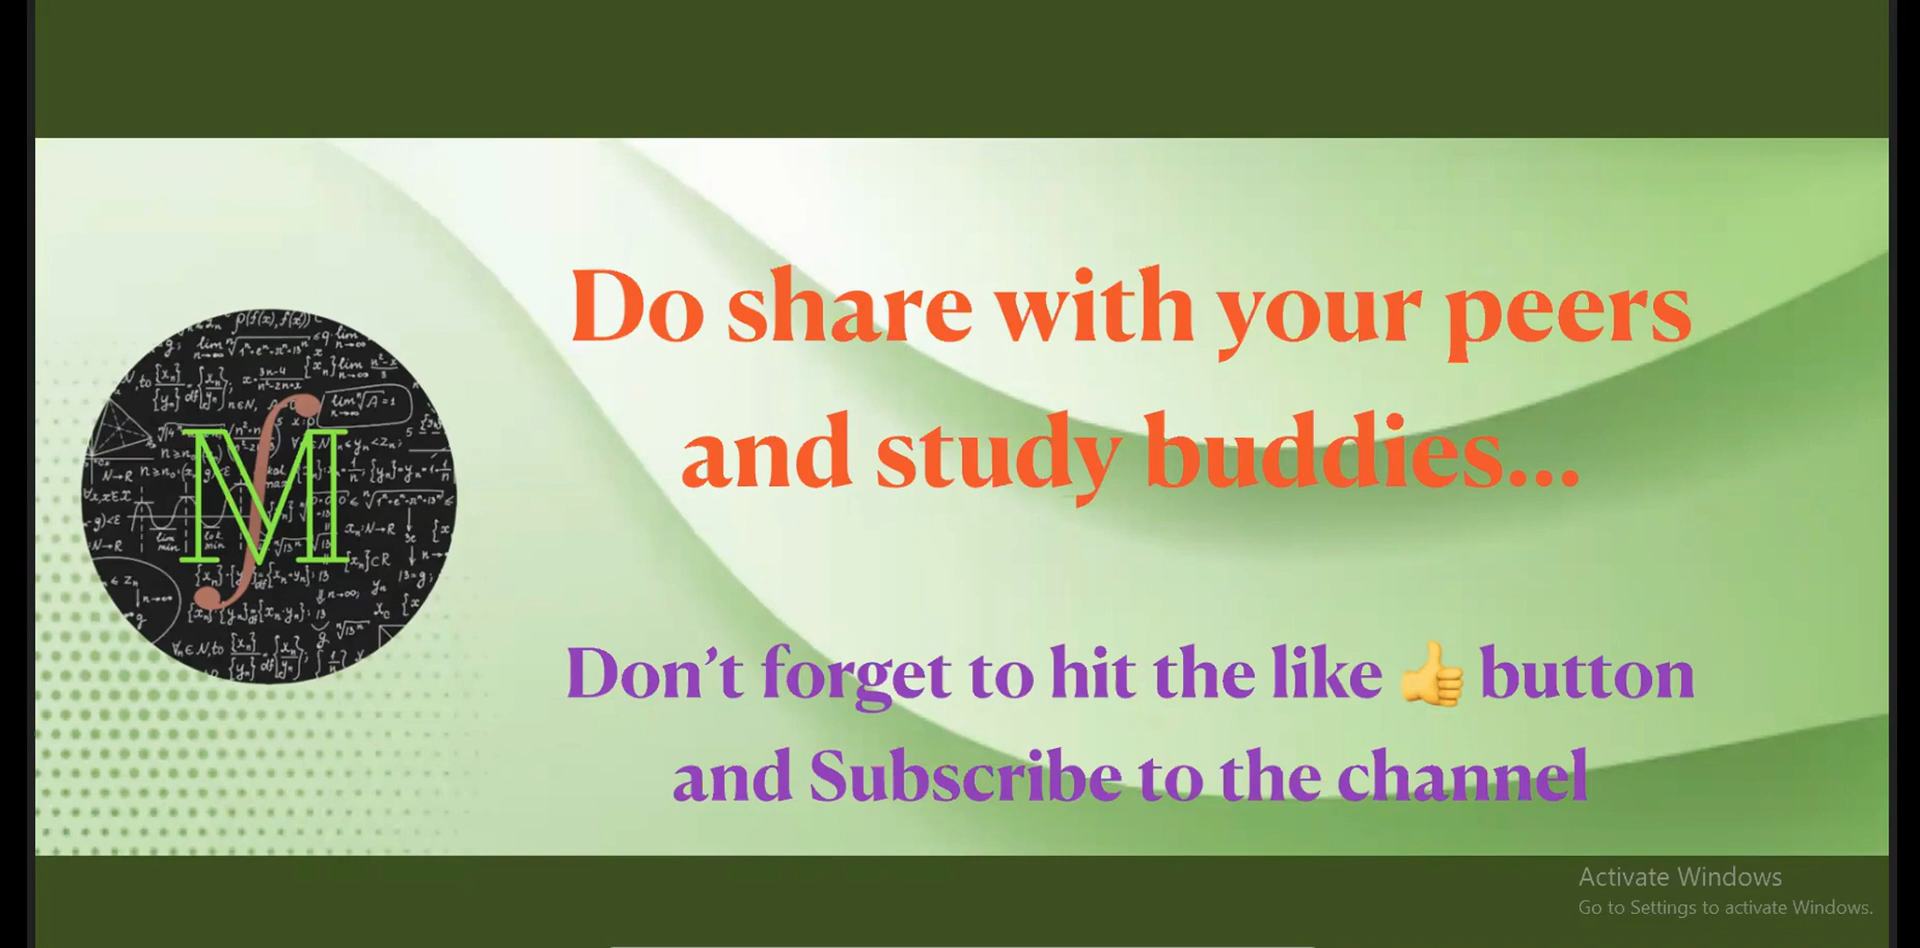 Do share with your peers
and study buddies...
M
Don't forget to hit the like 👍 button
and Subscribe to the channel
Activate Windows
Go to Settings to activate Windows.